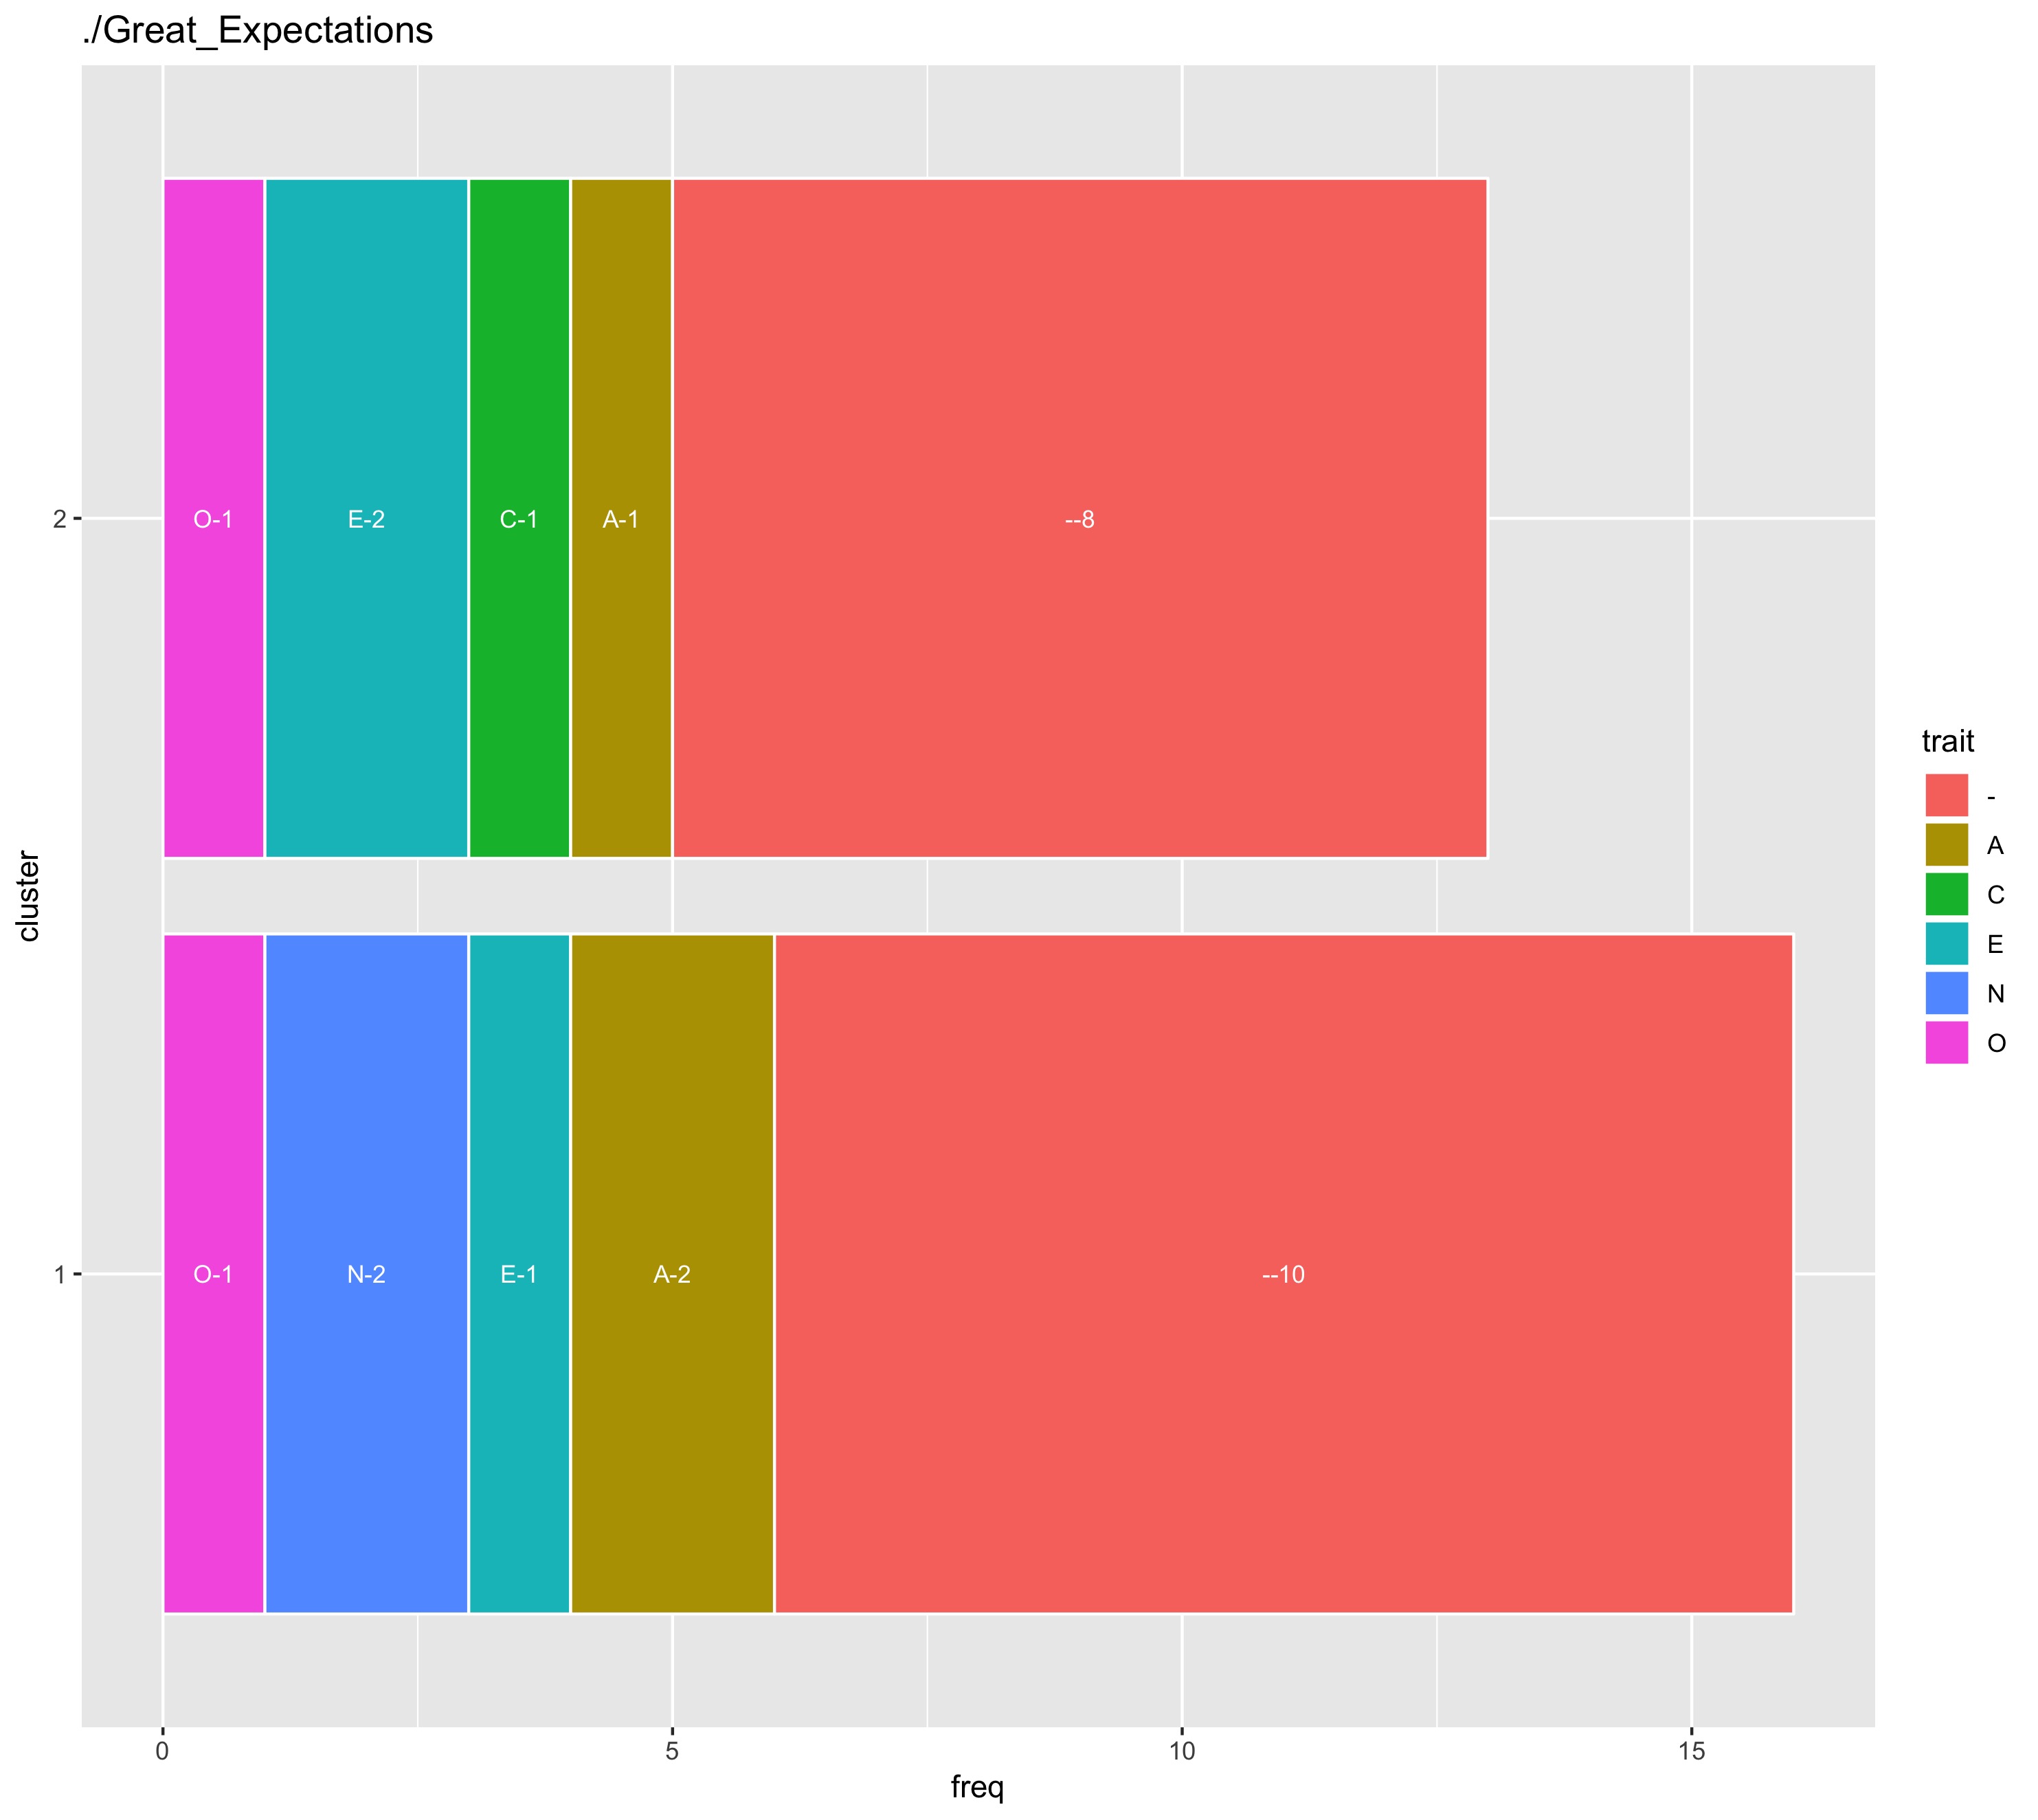 ./Great_Expectations
cluster
2
O-1 E-2 C-1 A-1 --8
1
O-1 N-2 E-1 A-2 --10
0 5 10 15
freq
trait
-
A
C
E
N
O